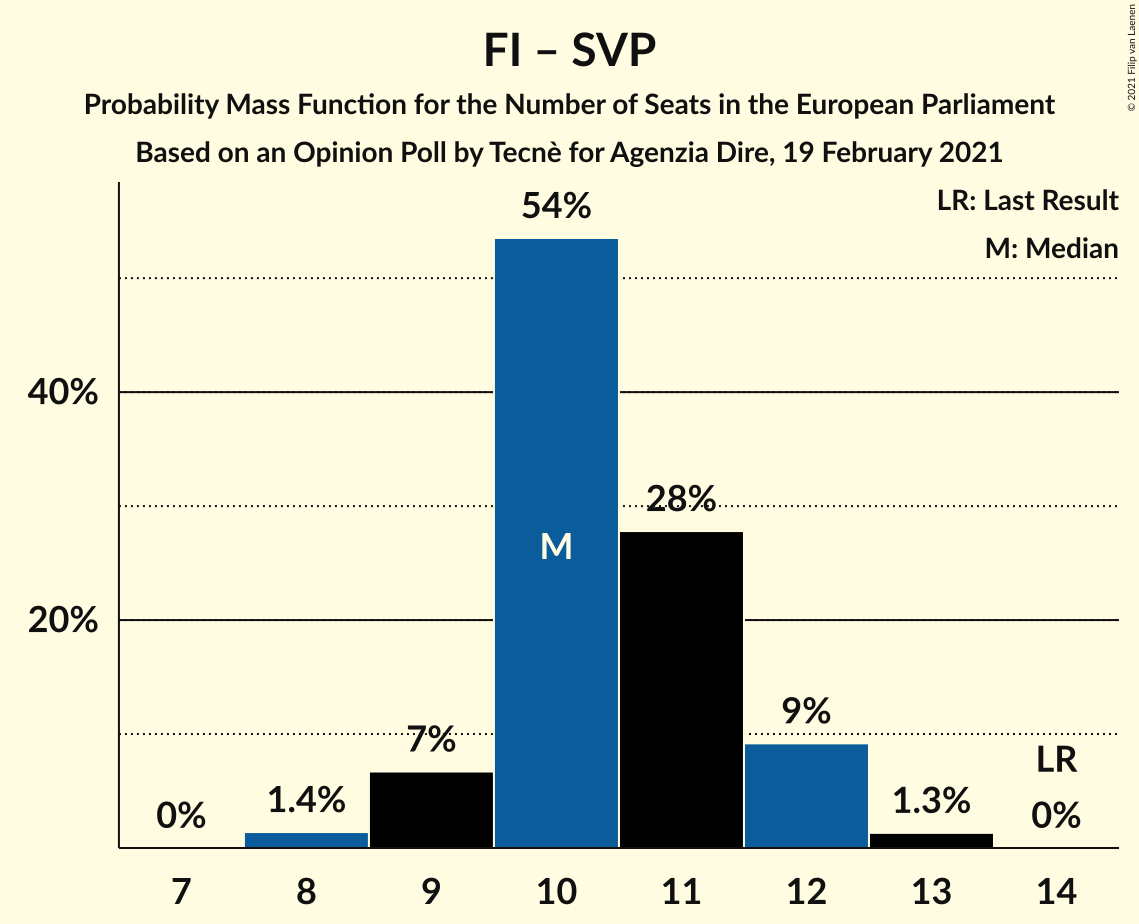 FI – SVP
Probability Mass Function for the Number of Seats in the European Parliament
Based on an Opinion Poll by Tecnè for Agenzia Dire, 19 February 2021
© 2021 Filip van Laenen
LR: Last Result
M: Median
54%
40%
28%
M
20%
9%
7%
LR
0%
1.4%
1.3%
0%
7 8 9 10 11 12 13 14